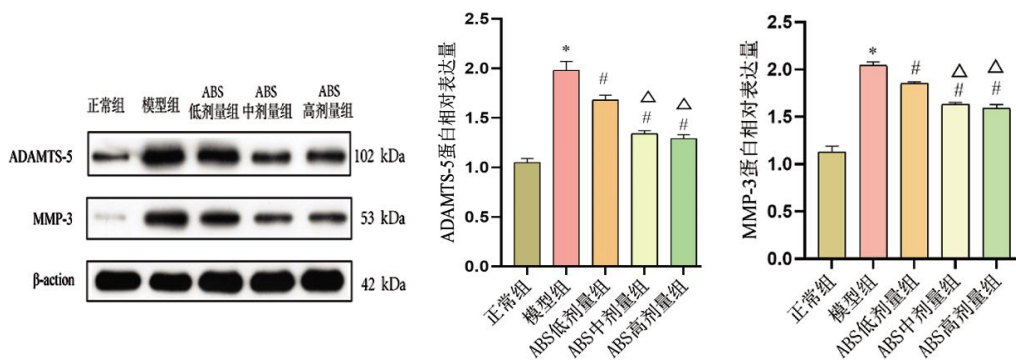 正常组
模型组
ABS
低剂量组
ABS
中剂量组
ABS
高剂量组
ADAMTS-5
102 kDa
MMP-3
53 kDa
β-action
42 kDa
ADAMTS-5蛋白相对表达量
2.5
2.0
1.5
1.0
0.5
0.0
*
#
△
#
△
#
正常组
模型组
ABS低剂量组
ABS中剂量组
ABS高剂量组
MMP-3蛋白相对表达量
2.5
2.0
1.5
1.0
0.5
0.0
*
#
△
#
△
#
正常组
模型组
ABS低剂量组
ABS中剂量组
ABS高剂量组